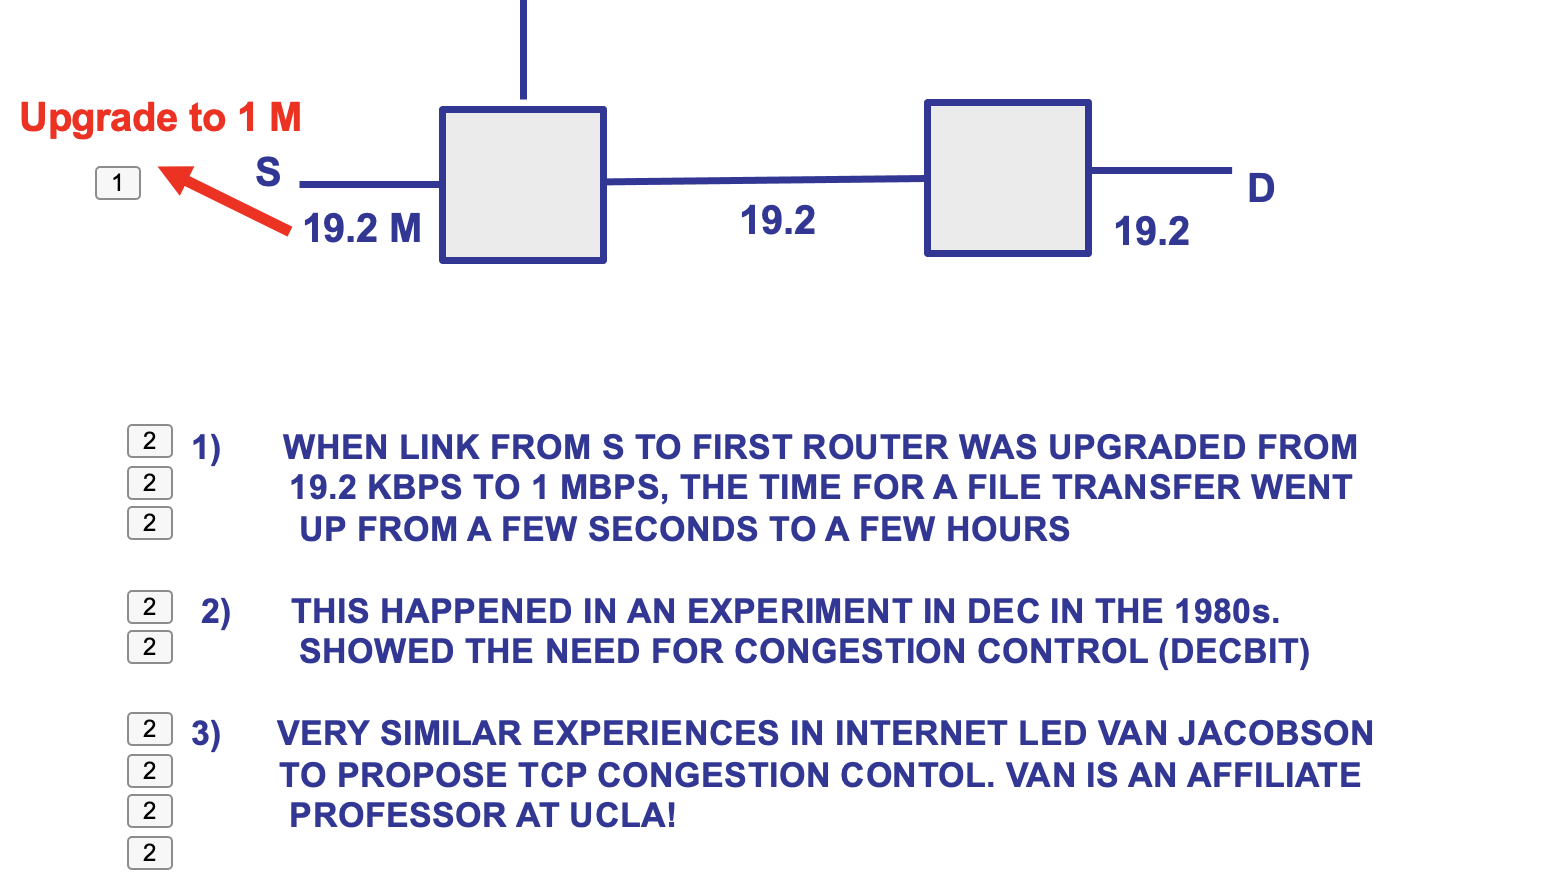 Upgrade to 1 M
1
S
19.2 M
19.2
19.2
D
2 1) WHEN LINK FROM S TO FIRST ROUTER WAS UPGRADED FROM
2 19.2 KBPS TO 1 MBPS, THE TIME FOR A FILE TRANSFER WENT
2 UP FROM A FEW SECONDS TO A FEW HOURS
2 2) THIS HAPPENED IN AN EXPERIMENT IN DEC IN THE 1980s.
2 SHOWED THE NEED FOR CONGESTION CONTROL (DECBIT)
2 3) VERY SIMILAR EXPERIENCES IN INTERNET LED VAN JACOBSON
2 TO PROPOSE TCP CONGESTION CONTOL. VAN IS AN AFFILIATE
2 PROFESSOR AT UCLA!
2